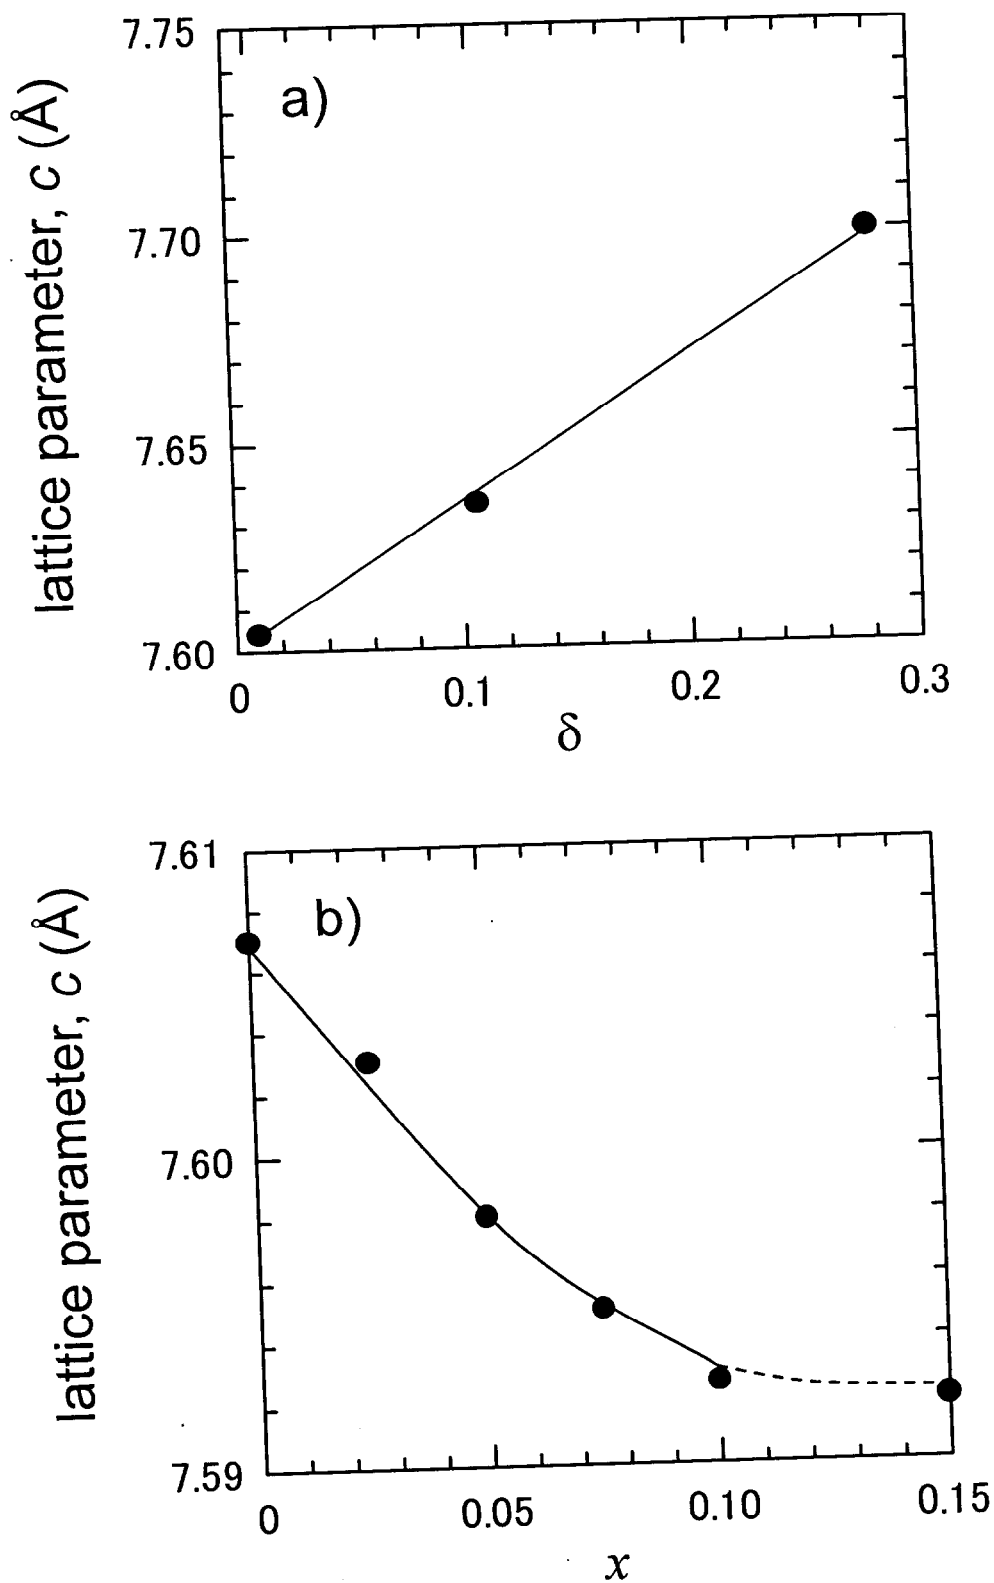 7.75
a)
7.70
7.65
7.60
0 0.1 0.2 0.3
δ
lattice parameter, c (Å)
7.61
b)
7.60
7.59
0 0.05 0.10 0.15
x
lattice parameter, c (Å)